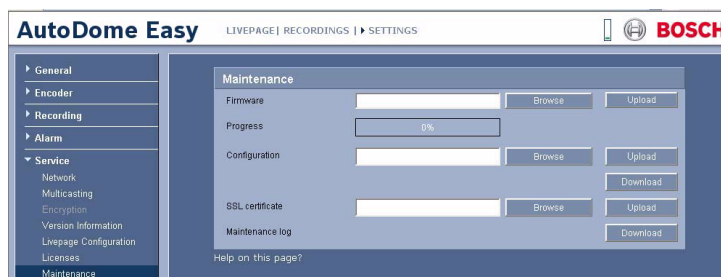 AutoDome Easy LIVEPAGE| RECORDINGS | SETTINGS BOSCH
General
Encoder
Recording
Alarm
Service
Network
Multicasting
Encryption
Version Information
Livepage Configuration
Licenses
Maintenance
Maintenance
Firmware Browse Upload
Progress 0%
Configuration Browse Upload
Download
SSL certificate Browse Upload
Maintenance log Download
Help on this page?